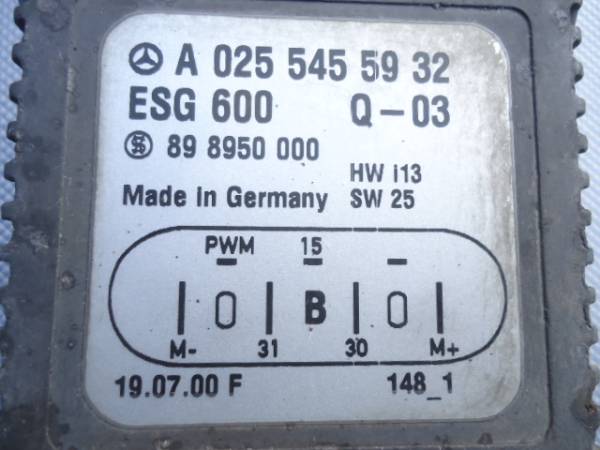 A 025 545 59 32
ESG 600 Q-03
89 8950 000
HW i13
Made In Germany SW 25
PWM 15
B
M- 31 30 M+
19.07.00 F 148_1